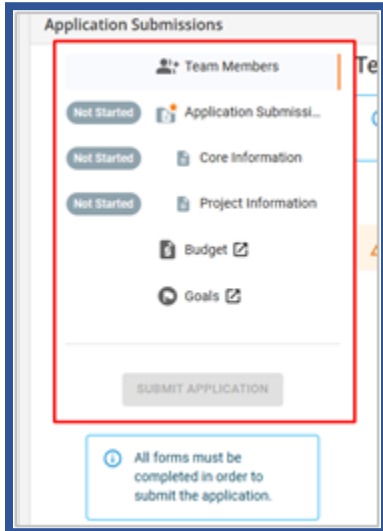 Application Submissions
Team Members
Te
Not Started Application Submissi...
Not Started Core Information
Not Started Project Information
Budget
Goals
SUBMIT APPLICATION
All forms must be
completed in order to
submit the application.